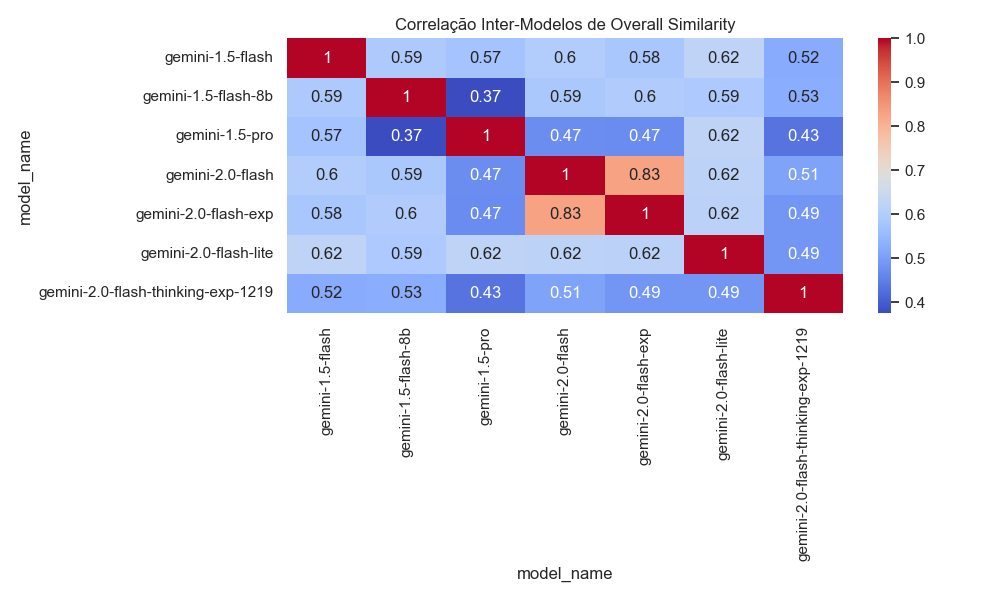 Correlação Inter-Modelos de Overall Similarity
model_name
gemini-1.5-flash 1 0.59 0.57 0.6 0.58 0.62 0.52
gemini-1.5-flash-8b 0.59 1 0.37 0.59 0.6 0.59 0.53
gemini-1.5-pro 0.57 0.37 1 0.47 0.47 0.62 0.43
gemini-2.0-flash 0.6 0.59 0.47 1 0.83 0.62 0.51
gemini-2.0-flash-exp 0.58 0.6 0.47 0.83 1 0.62 0.49
gemini-2.0-flash-lite 0.62 0.59 0.62 0.62 0.62 1 0.49
gemini-2.0-flash-thinking-exp-1219 0.52 0.53 0.43 0.51 0.49 0.49 1
gemini-1.5-flash
gemini-1.5-flash-8b
gemini-1.5-pro
gemini-2.0-flash
gemini-2.0-flash-exp
gemini-2.0-flash-lite
gemini-2.0-flash-thinking-exp-1219
model_name
1.0
0.9
0.8
0.7
0.6
0.5
0.4